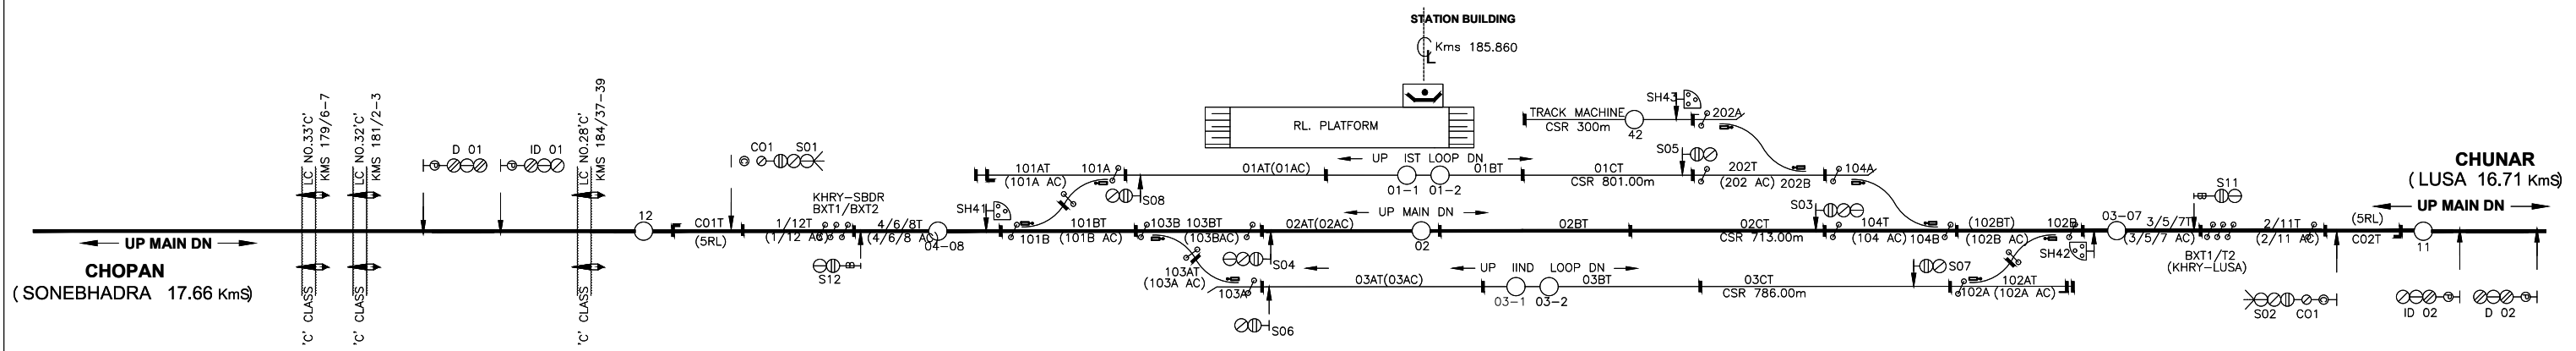 STATION BUILDING
C
L
Kms 185.860
RL. PLATFORM
TRACK MACHINE
CSR 300m
42
SH43
202A
LC NO.33'C'
KMS 179/6-7
'C' CLASS
LC NO.32'C'
KMS 181/2-3
'C' CLASS
D 01
ID 01
LC NO.28'C'
KMS 184/37-39
'C' CLASS
C01 S01
KHRY-SBDR
BXT1/BXT2
101AT
(101A AC)
101A
S08
01AT(01AC)
UP IST LOOP DN
01-1
01-2
01BT
01CT
CSR 801.00m
S05
202T
(202 AC)
202B
104A
CHUNAR
(LUSA 16.71 KmS)
UP MAIN DN
UP MAIN DN
CHOPAN
(SONEBHADRA 17.66 KmS)
12
C01T
(5RL)
1/12T
(1/12 AC)
S12
4/6/8T
(4/6/8 AC)
04-08
SH41
101B
101BT
(101B AC)
103B
103BT
(103BAC)
02AT(02AC)
S04
UP MAIN DN
02
02BT
02CT
CSR 713.00m
S03
104T
(104 AC)
104B
(102BT)
(102B AC)
102B
SH42
03-07
3/5/7T
(3/5/7 AC)
S11
BXT1/T2
(KHRY-LUSA)
2/11T
(2/11 AC)
(5RL)
C02T
11
103AT
(103A AC)
103A
S06
03AT(03AC)
UP IIND LOOP DN
03-1
03-2
03BT
03CT
CSR 786.00m
S07
102A
102AT
(102A AC)
S02 C01
ID 02
D 02